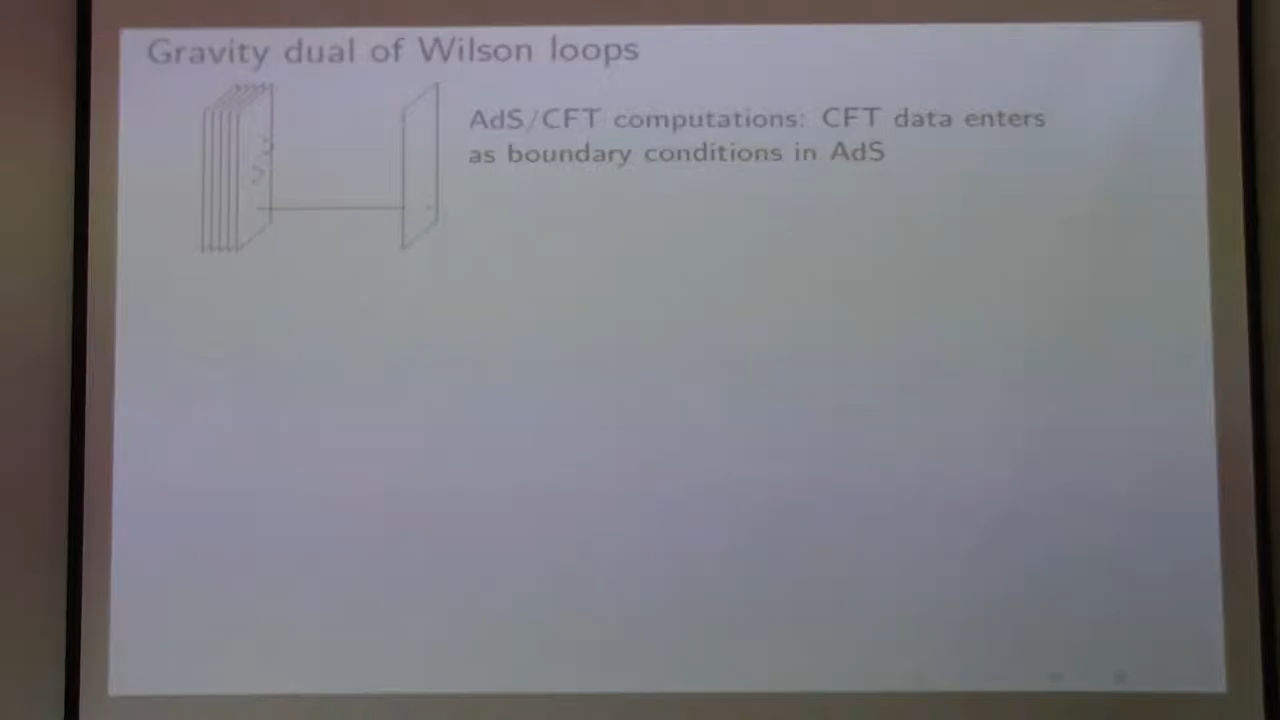 Gravity dual of Wilson loops
AdS/CFT computations: CFT data enters
as boundary conditions in AdS